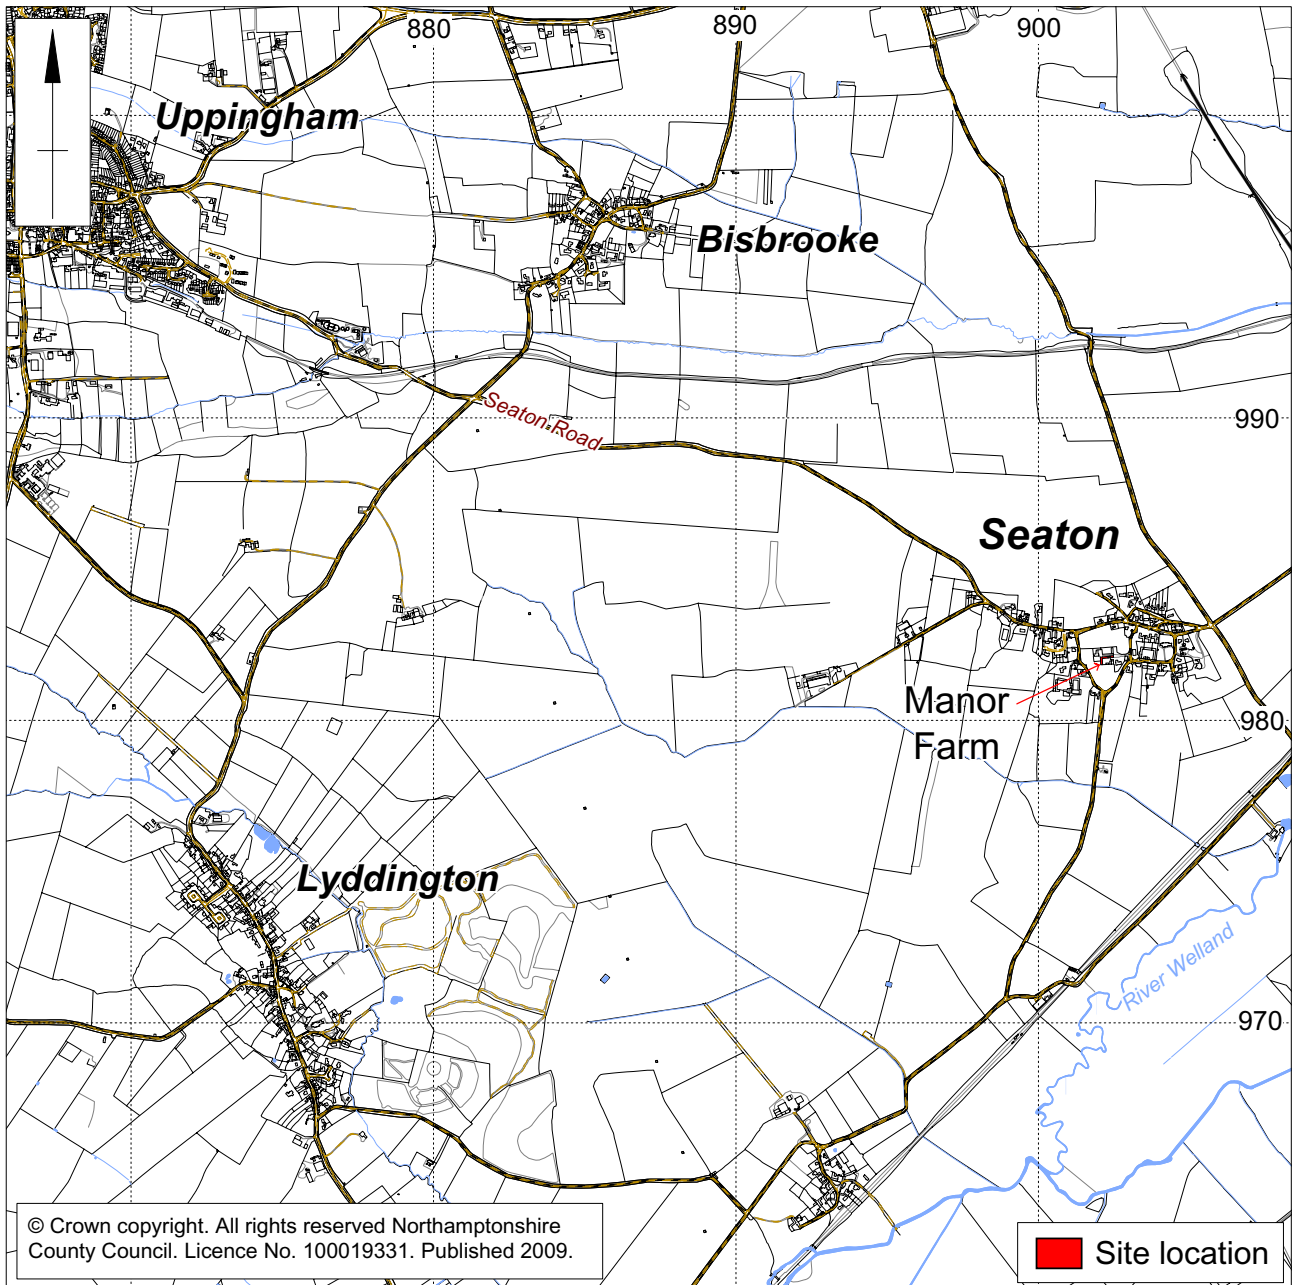 880
890
900
Uppingham
Bisbrooke
Seaton Road
990
Seaton
Manor
Farm
980
Lyddington
River Welland
970
© Crown copyright. All rights reserved Northamptonshire
County Council. Licence No. 100019331. Published 2009.
Site location